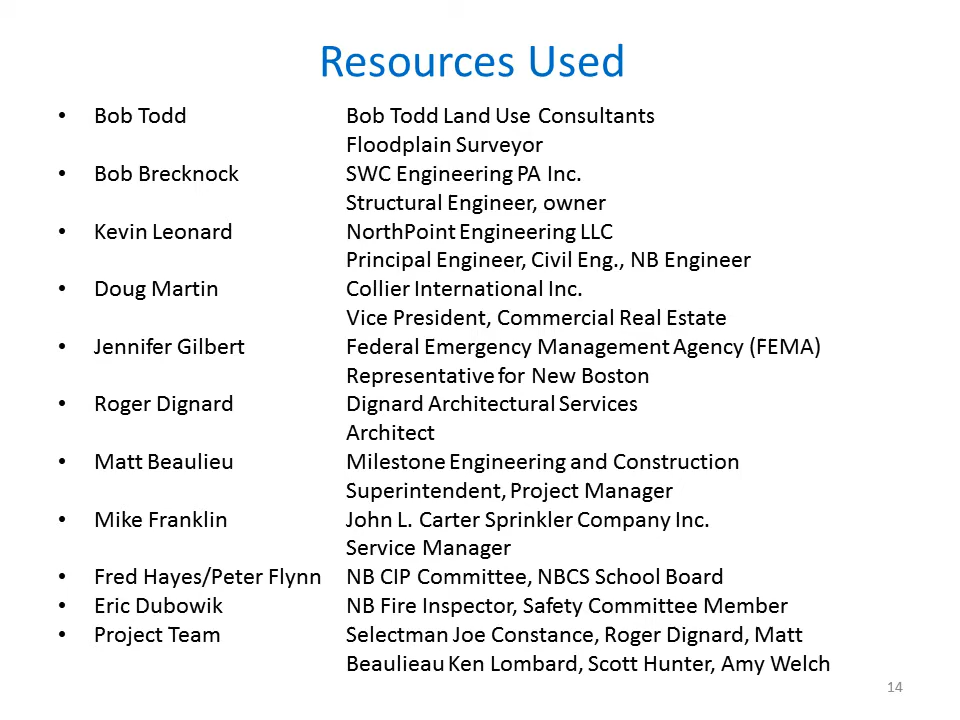 Resources Used
• Bob Todd Bob Todd Land Use Consultants
Floodplain Surveyor
• Bob Brecknock SWC Engineering PA Inc.
Structural Engineer, owner
• Kevin Leonard NorthPoint Engineering LLC
Principal Engineer, Civil Eng., NB Engineer
• Doug Martin Collier International Inc.
Vice President, Commercial Real Estate
• Jennifer Gilbert Federal Emergency Management Agency (FEMA)
Representative for New Boston
• Roger Dignard Dignard Architectural Services
Architect
• Matt Beaulieu Milestone Engineering and Construction
Superintendent, Project Manager
• Mike Franklin John L. Carter Sprinkler Company Inc.
Service Manager
• Fred Hayes/Peter Flynn NB CIP Committee, NBCS School Board
• Eric Dubowik NB Fire Inspector, Safety Committee Member
• Project Team Selectman Joe Constance, Roger Dignard, Matt
Beaulieau Ken Lombard, Scott Hunter, Amy Welch
14